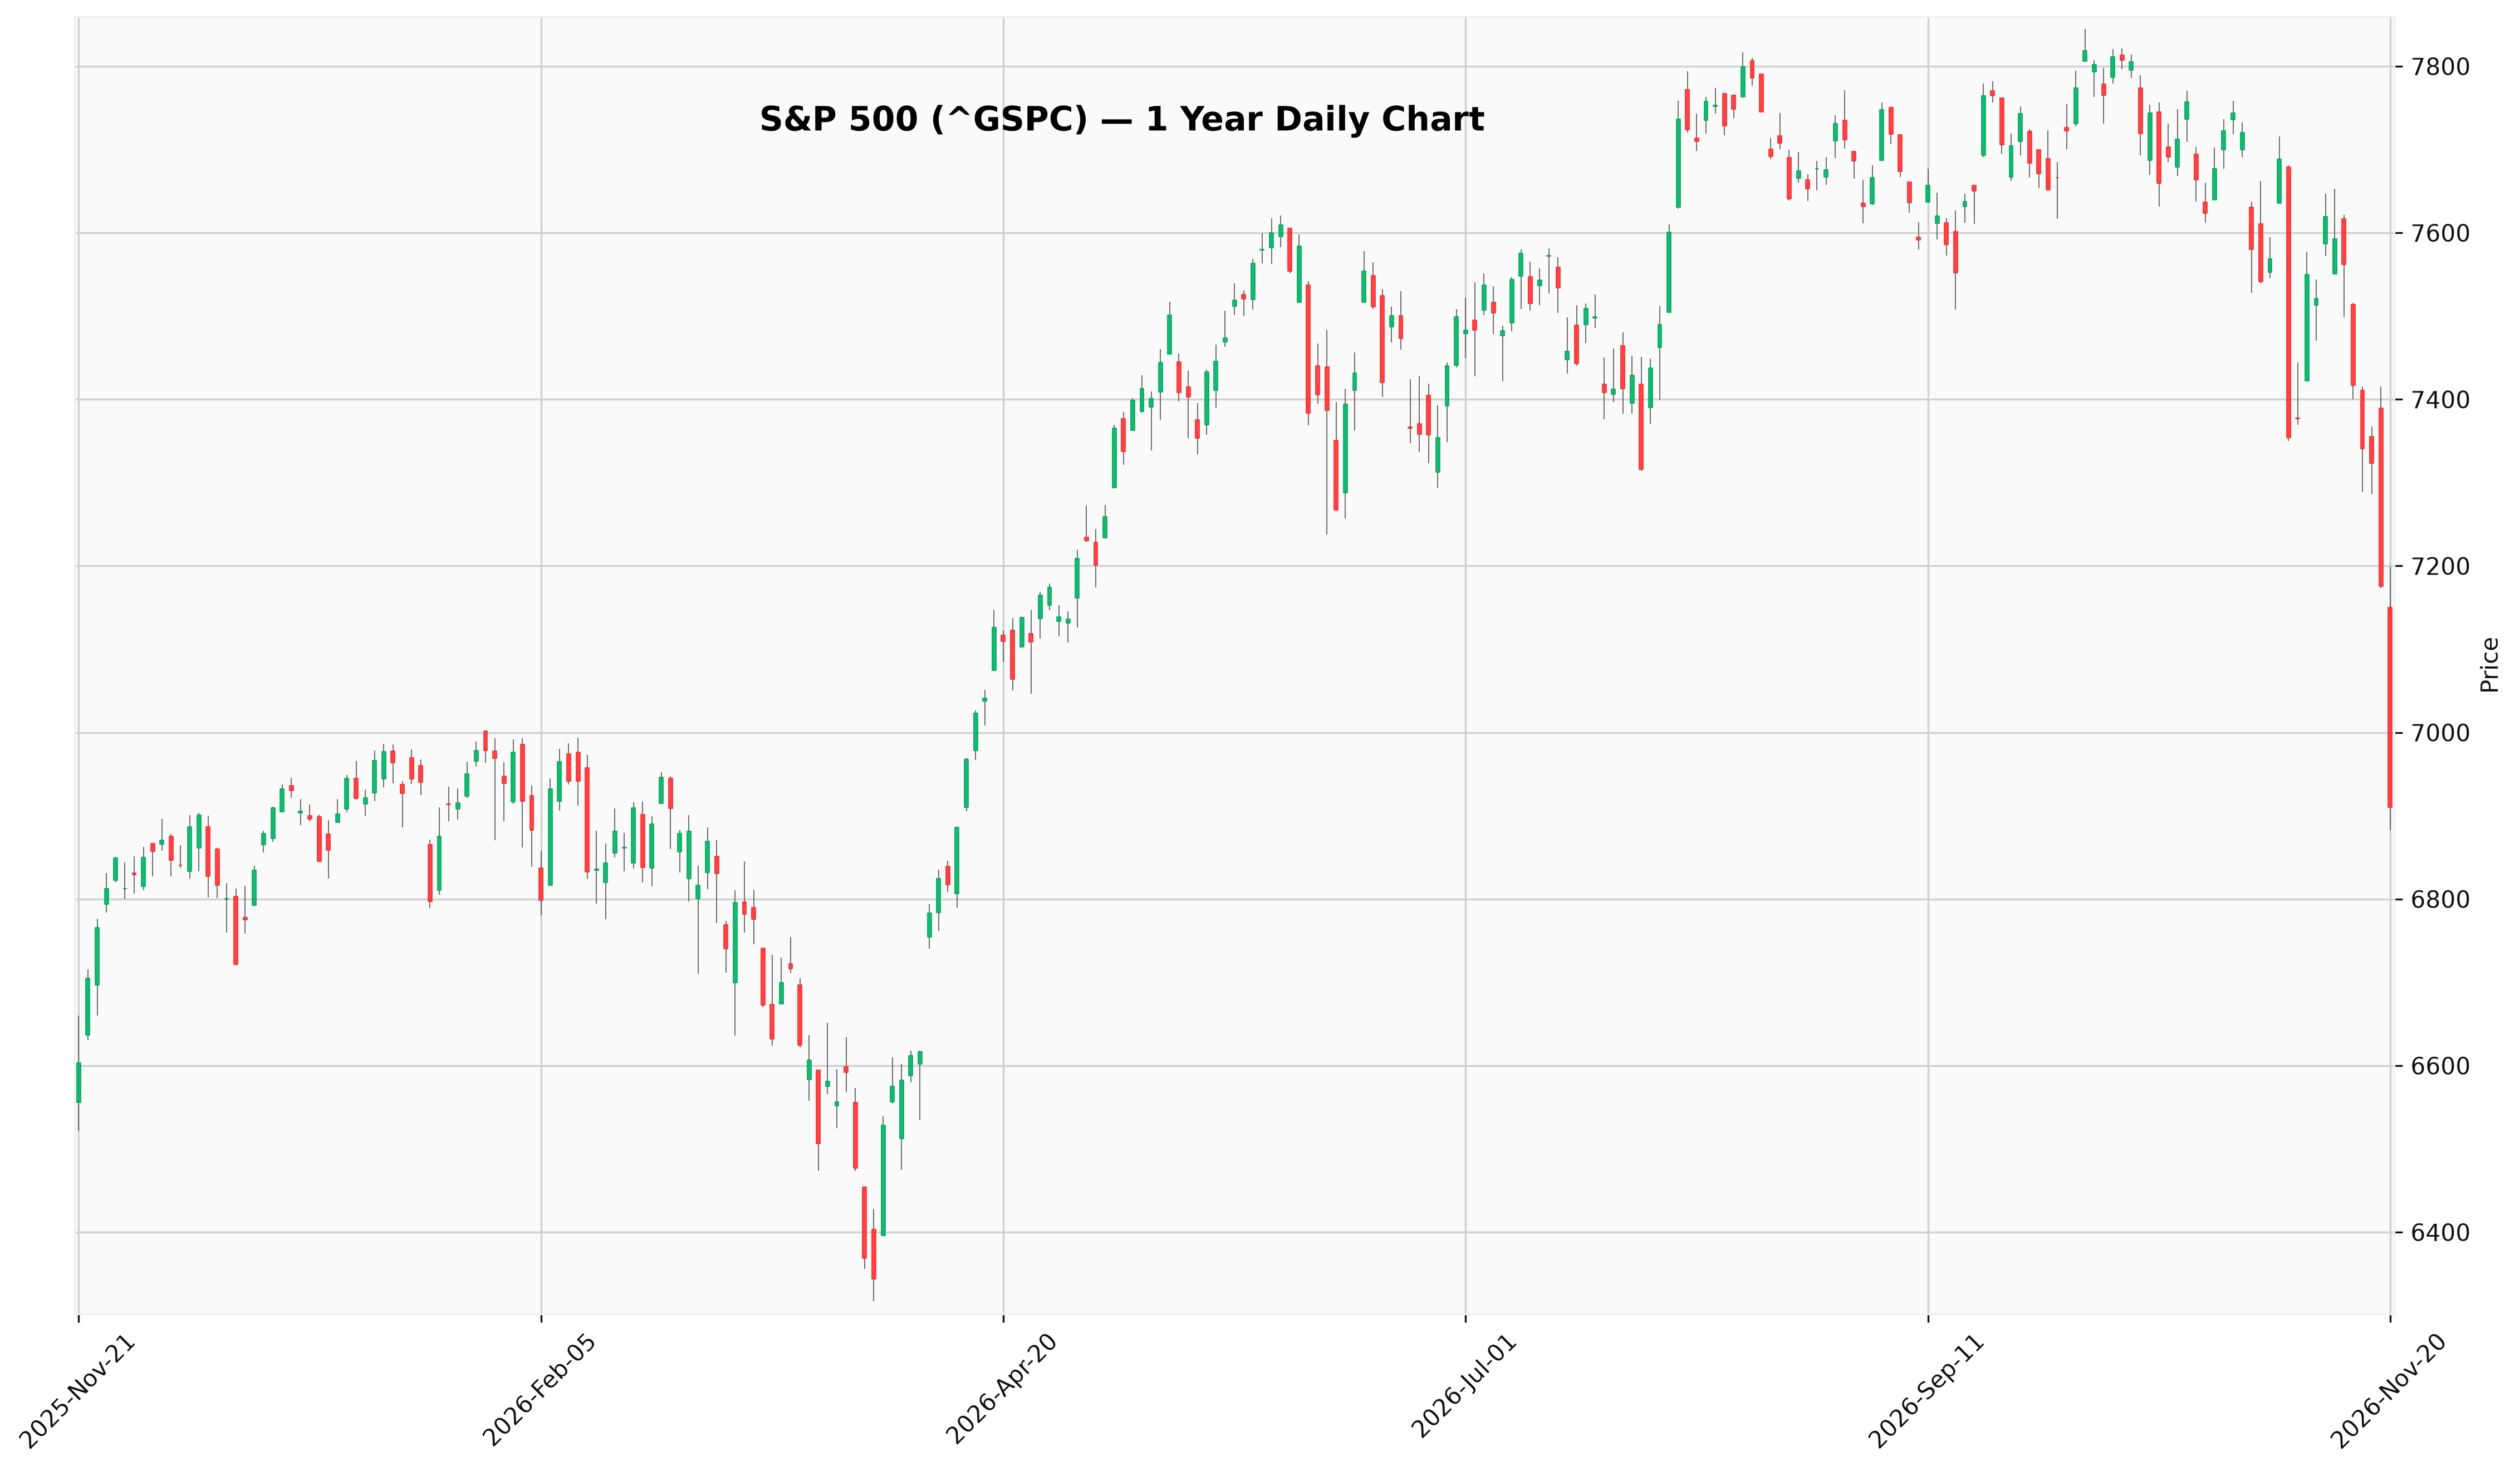 S&P 500 (^GSPC) — 1 Year Daily Chart
7800
7600
7400
7200
7000
6800
6600
6400
Price
2025-Nov-21
2026-Feb-05
2026-Apr-20
2026-Jul-01
2026-Sep-11
2026-Nov-20